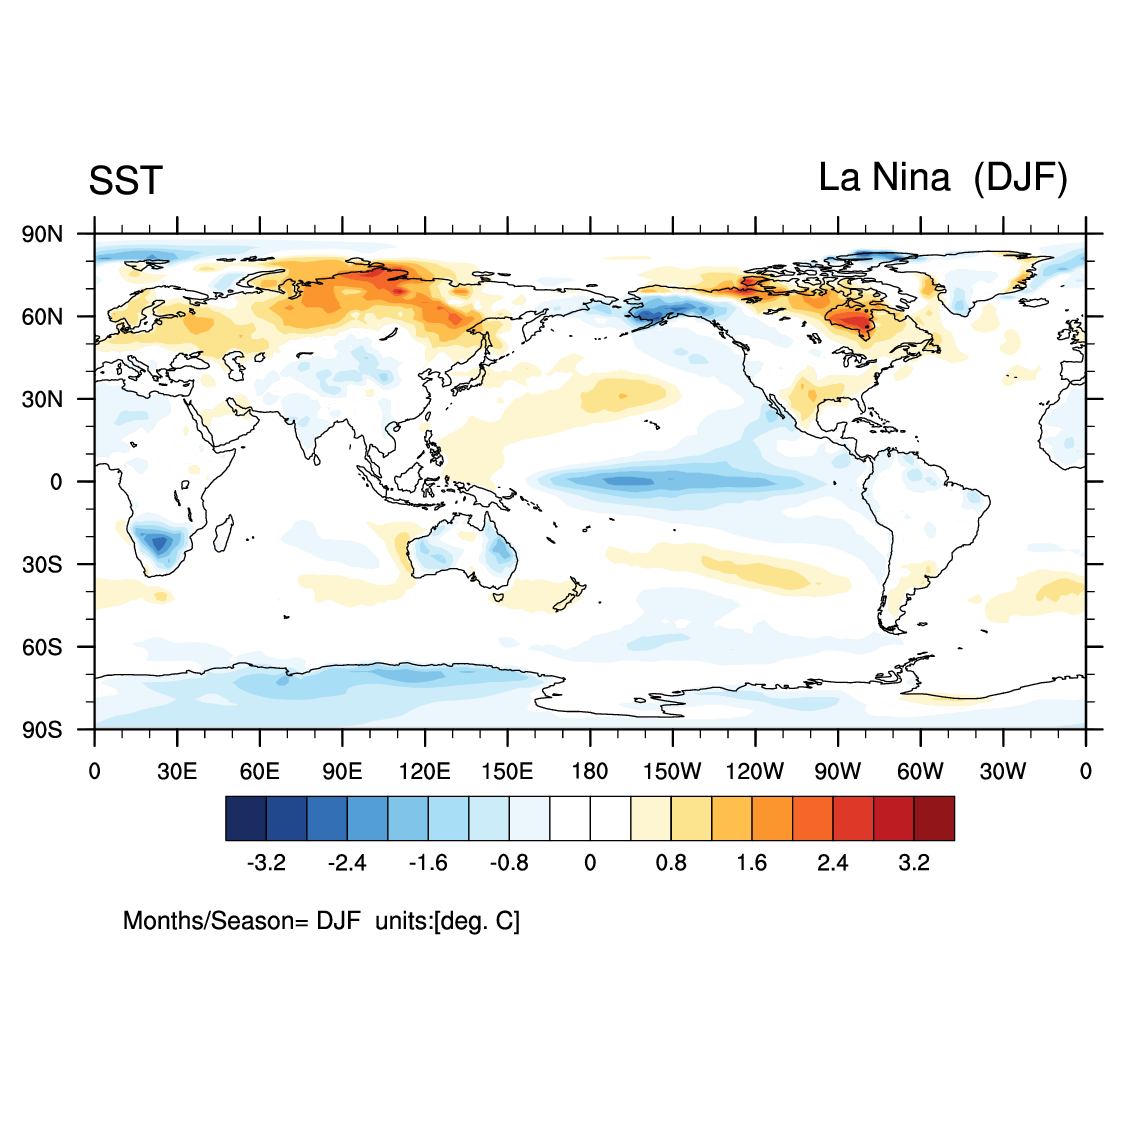 SST La Nina (DJF)
90N
60N
30N
0
30S
60S
90S
0 30E 60E 90E 120E 150E 180 150W 120W 90W 60W 30W 0
-3.2 -2.4 -1.6 -0.8 0 0.8 1.6 2.4 3.2
Months/Season= DJF units:[deg. C]